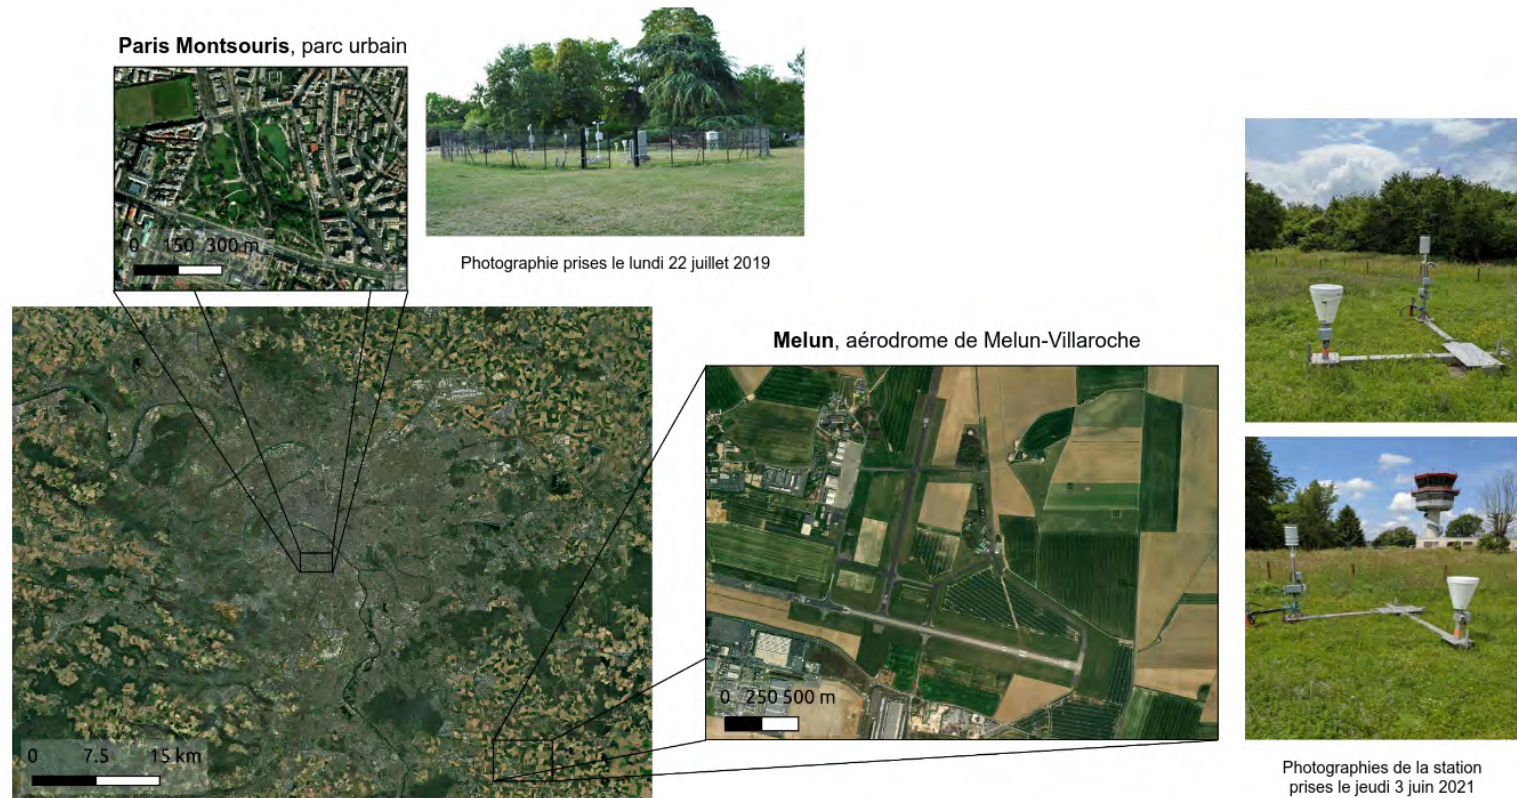 Paris Montsouris, parc urbain
0 150 300 m
Photographie prises le lundi 22 juillet 2019
Melun, aérodrome de Melun-Villaroche
0 250 500 m
0 7.5 15 km
Photographies de la station
prises le jeudi 3 juin 2021